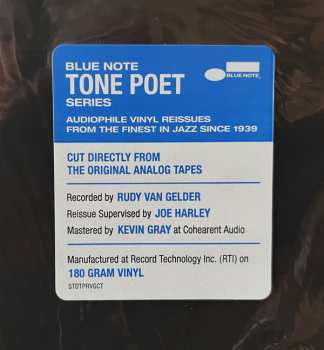 BLUE NOTE
TONE POET
SERIES
BLUE NOTE
AUDIOPHILE VINYL REISSUES
FROM THE FINEST IN JAZZ SINCE 1939
CUT DIRECTLY FROM
THE ORIGINAL ANALOG TAPES
Recorded by RUDY VAN GELDER
Reissue Supervised by JOE HARLEY
Mastered by KEVIN GRAY at Cohearent Audio
Manufactured at Record Technology Inc. (RTI) on
180 GRAM VINYL
STOTPRVGCT